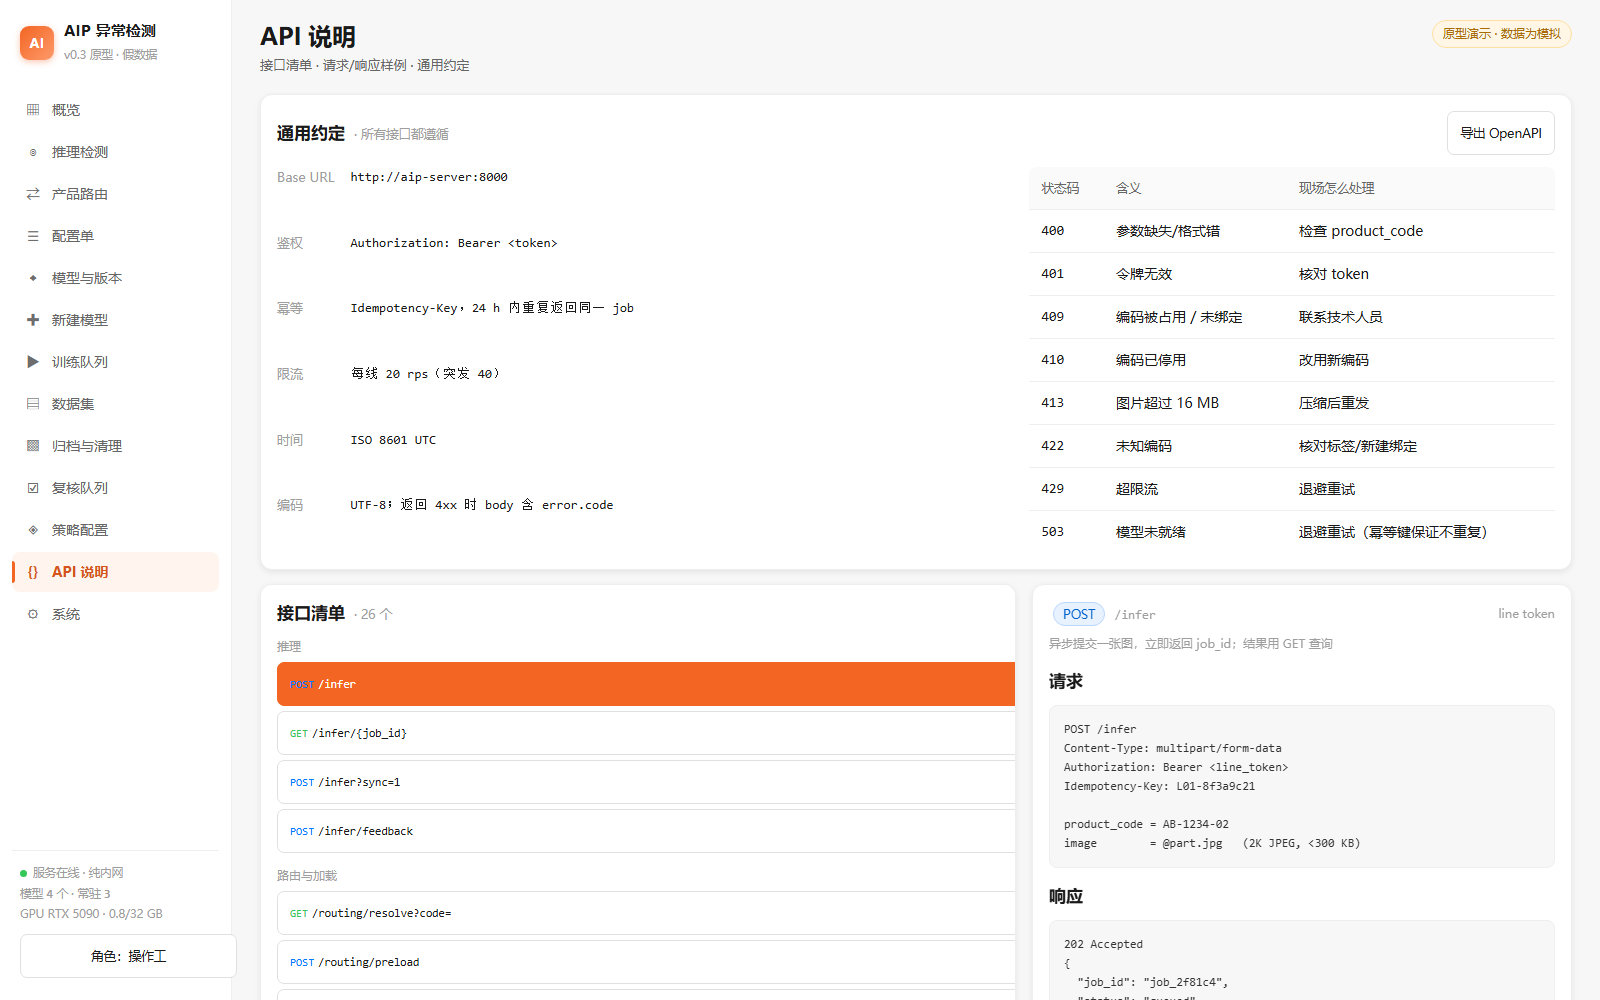 AI
AIP 异常检测
v0.3 原型 · 假数据
概览
推理检测
产品路由
配置单
模型与版本
新建模型
训练队列
数据集
归档与清理
复核队列
策略配置
{} API 说明
系统
服务在线 · 纯内网
模型 4 个 · 常驻 3
GPU RTX 5090 · 0.8/32 GB
角色：操作工
API 说明
接口清单 · 请求/响应样例 · 通用约定
原型演示 · 数据为模拟
通用约定 · 所有接口都遵循
导出 OpenAPI
Base URL http://aip-server:8000
鉴权 Authorization: Bearer <token>
幂等 Idempotency-Key，24 h 内重复返回同一 job
限流 每线 20 rps（突发 40）
时间 ISO 8601 UTC
编码 UTF-8；返回 4xx 时 body 含 error.code
状态码 含义 现场怎么处理
400 参数缺失/格式错 检查 product_code
401 令牌无效 核对 token
409 编码被占用 / 未绑定 联系技术人员
410 编码已停用 改用新编码
413 图片超过 16 MB 压缩后重发
422 未知编码 核对标签/新建绑定
429 超限流 退避重试
503 模型未就绪 退避重试（幂等键保证不重复）
接口清单 · 26 个
推理
POST /infer
GET /infer/{job_id}
POST /infer?sync=1
POST /infer/feedback
路由与加载
GET /routing/resolve?code=
POST /routing/preload
POST /infer line token
异步提交一张图，立即返回 job_id；结果用 GET 查询
请求
POST /infer
Content-Type: multipart/form-data
Authorization: Bearer <line_token>
Idempotency-Key: L01-8f3a9c21
product_code = AB-1234-02
image = @part.jpg (2K JPEG, <300 KB)
响应
202 Accepted
{
"job_id": "job_2f81c4",
"status": "queued"